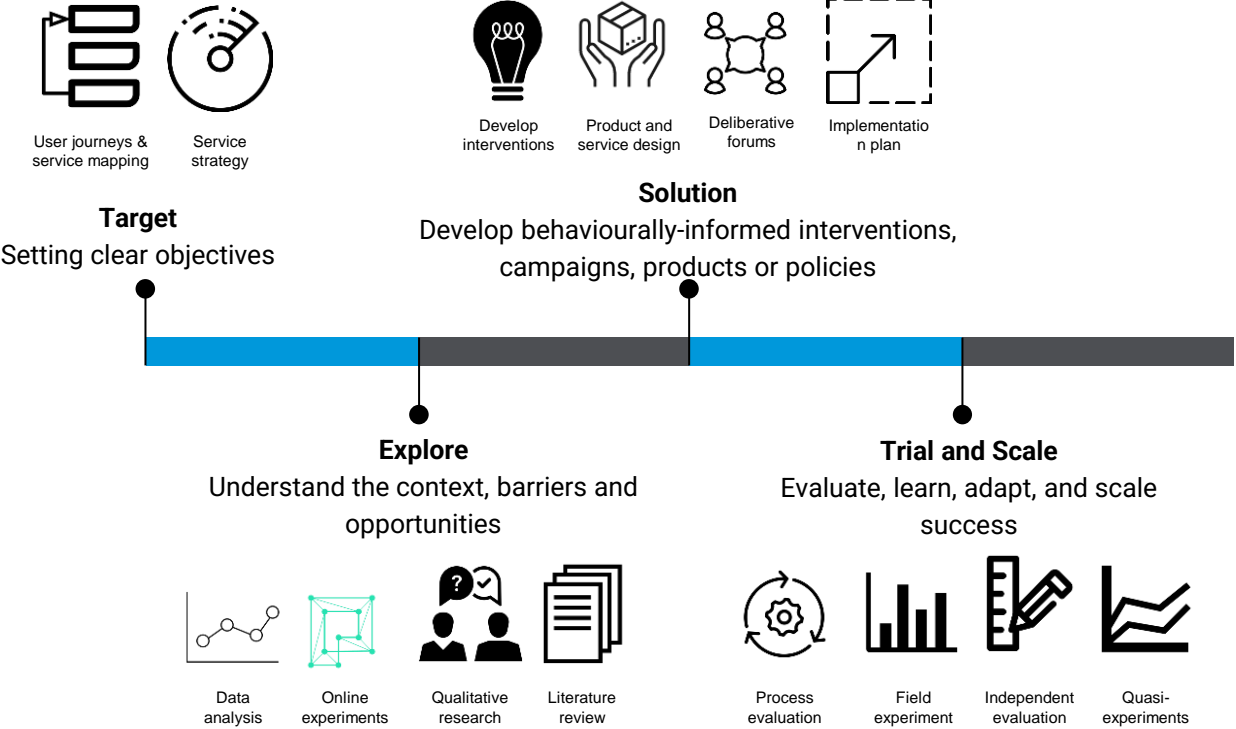 User journeys &
service mapping
Service
strategy
Develop
interventions
Product and
service design
Deliberative
forums
Implementatio
n plan
Target
Setting clear objectives
Solution
Develop behaviourally-informed interventions,
campaigns, products or policies
Explore
Understand the context, barriers and
opportunities
Trial and Scale
Evaluate, learn, adapt, and scale
success
?
Data
analysis
Online
experiments
Qualitative
research
Literature
review
Process
evaluation
Field
experiment
Independent
evaluation
Quasi-
experiments